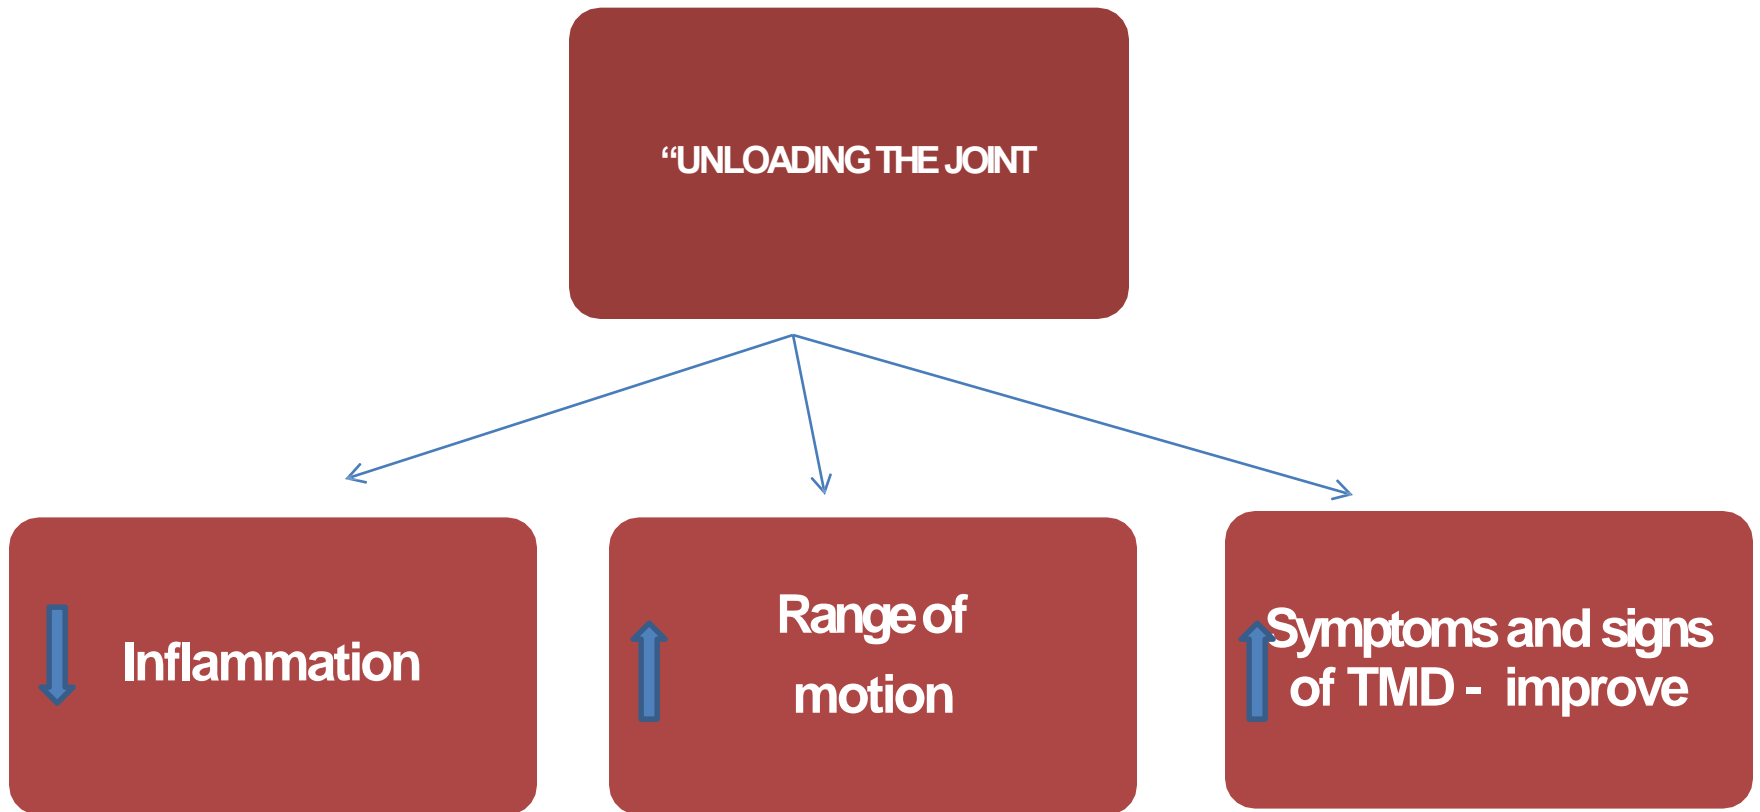 “UNLOADING THE JOINT
Inflammation
Range of
motion
Symptoms and signs
of TMD - improve